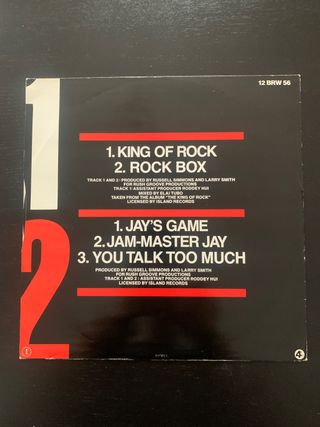 12 BRW 56
1
1. KING OF ROCK
2. ROCK BOX
TRACK 1 AND 2: PRODUCED BY RUSSELL SIMMONS AND LARRY SMITH
FOR RUSH GROOVE PRODUCTIONS
TRACK 1: ASSISTANT PRODUCER RODDEY HUI
MIXED BY ELAI TUBO
TAKEN FROM THE ALBUM "THE KING OF ROCK"
LICENSED BY ISLAND RECORDS
2
1. JAY'S GAME
2. JAM-MASTER JAY
3. YOU TALK TOO MUCH
PRODUCED BY RUSSELL SIMMONS AND LARRY SMITH
FOR RUSH GROOVE PRODUCTIONS
TRACK 1 AND 2: ASSISTANT PRODUCER RODDEY HUI
LICENSED BY ISLAND RECORDS
4